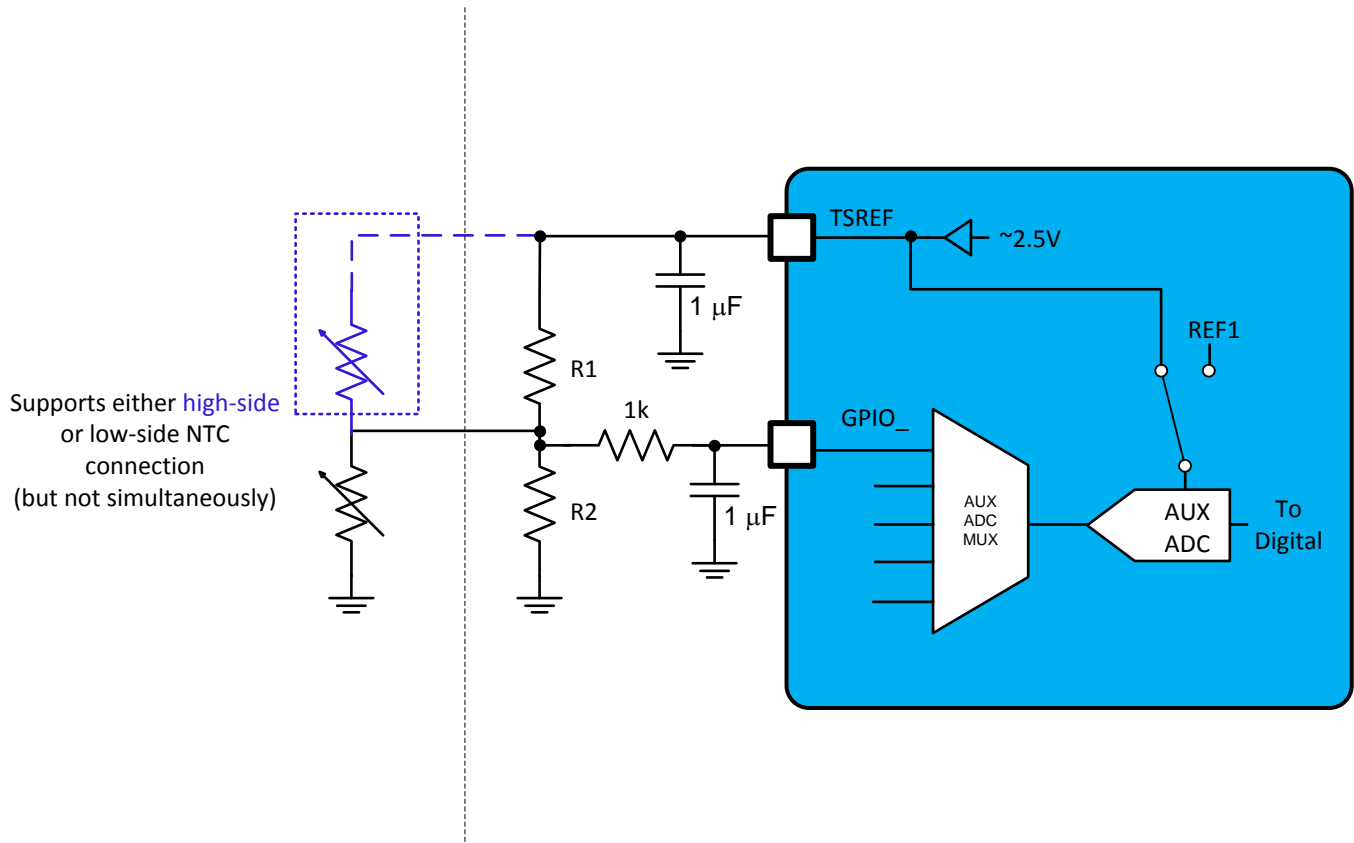 TSREF
~2.5V
1 μF
REF1
R1
Supports either high-side
or low-side NTC
connection
(but not simultaneously)
1k
GPIO_
R2
1 μF
AUX
ADC
MUX
AUX
ADC
To
Digital